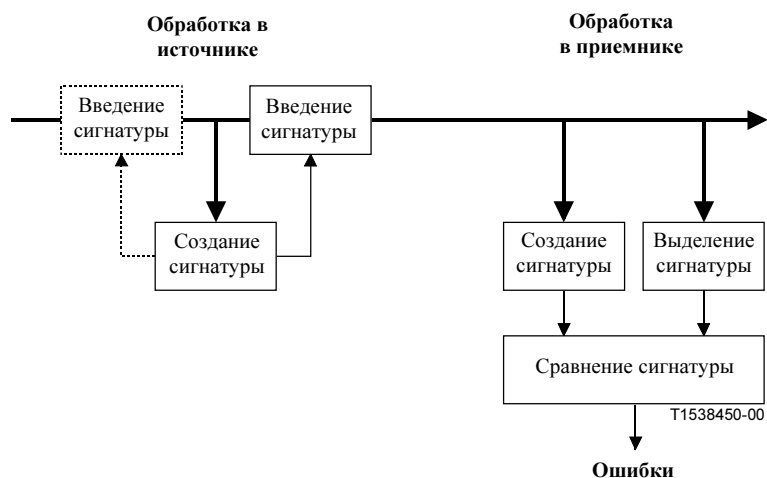 Обработка в
источнике
Обработка
в приемнике
Введение
сигнатуры
Введение
сигнатуры
Создание
сигнатуры
Создание
сигнатуры
Выделение
сигнатуры
Сравнение сигнатуры
T1538450-00
Ошибки